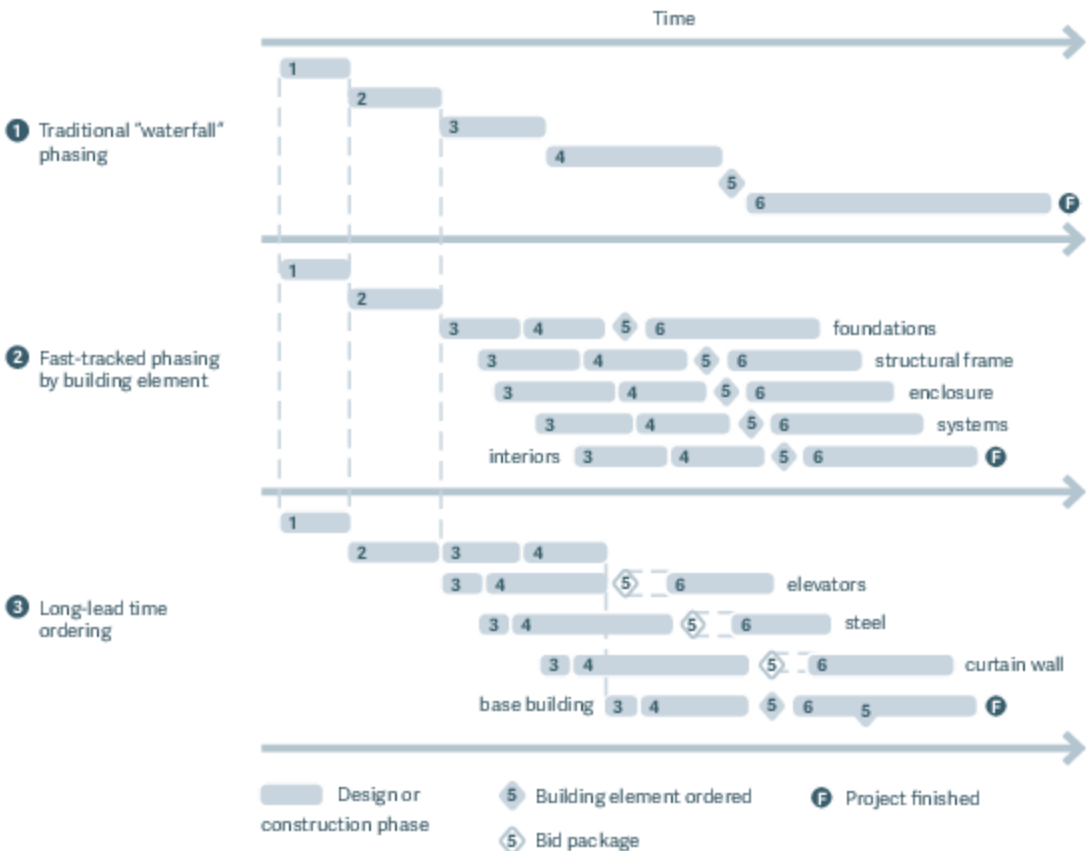 Time
1
2
3
1 Traditional “waterfall”
phasing
4
5
6 F
1
2
3 4 5 6 foundations
2 Fast-tracked phasing
by building element
3 4 5 6 structural frame
3 4 5 6 enclosure
3 4 5 6 systems
interiors 3 4 5 6 F
1
2 3 4
3 4 5 6 elevators
3 Long-lead time
ordering
3 4 5 6 steel
3 4 5 6 curtain wall
base building 3 4 5 6 5 F
Design or
construction phase
5 Building element ordered
F Project finished
5 Bid package